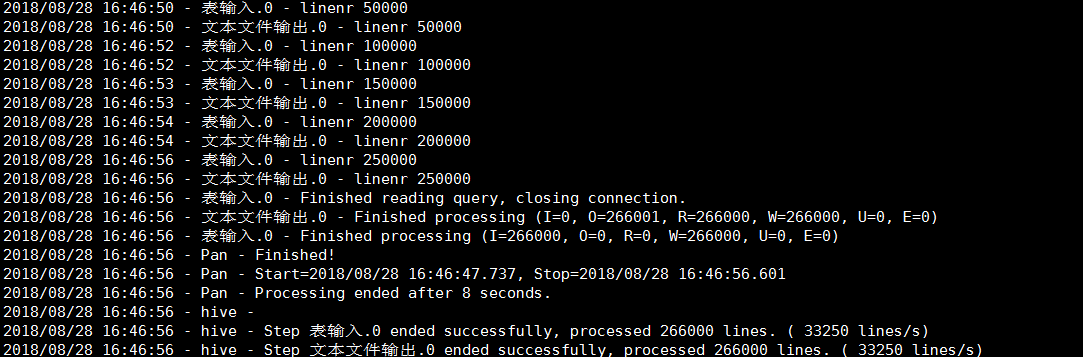 2018/08/28 16:46:50 - 表输入.0 - linenr 50000
2018/08/28 16:46:50 - 文本文件输出.0 - linenr 50000
2018/08/28 16:46:52 - 表输入.0 - linenr 100000
2018/08/28 16:46:52 - 文本文件输出.0 - linenr 100000
2018/08/28 16:46:53 - 表输入.0 - linenr 150000
2018/08/28 16:46:53 - 文本文件输出.0 - linenr 150000
2018/08/28 16:46:54 - 表输入.0 - linenr 200000
2018/08/28 16:46:54 - 文本文件输出.0 - linenr 200000
2018/08/28 16:46:56 - 表输入.0 - linenr 250000
2018/08/28 16:46:56 - 文本文件输出.0 - linenr 250000
2018/08/28 16:46:56 - 表输入.0 - Finished reading query, closing connection.
2018/08/28 16:46:56 - 文本文件输出.0 - Finished processing (I=0, O=266001, R=266000, W=266000, U=0, E=0)
2018/08/28 16:46:56 - 表输入.0 - Finished processing (I=266000, O=0, R=0, W=266000, U=0, E=0)
2018/08/28 16:46:56 - Pan - Finished!
2018/08/28 16:46:56 - Pan - Start=2018/08/28 16:46:47.737, Stop=2018/08/28 16:46:56.601
2018/08/28 16:46:56 - Pan - Processing ended after 8 seconds.
2018/08/28 16:46:56 - hive -
2018/08/28 16:46:56 - hive - Step 表输入.0 ended successfully, processed 266000 lines. ( 33250 lines/s)
2018/08/28 16:46:56 - hive - Step 文本文件输出.0 ended successfully, processed 266000 lines. ( 33250 lines/s)